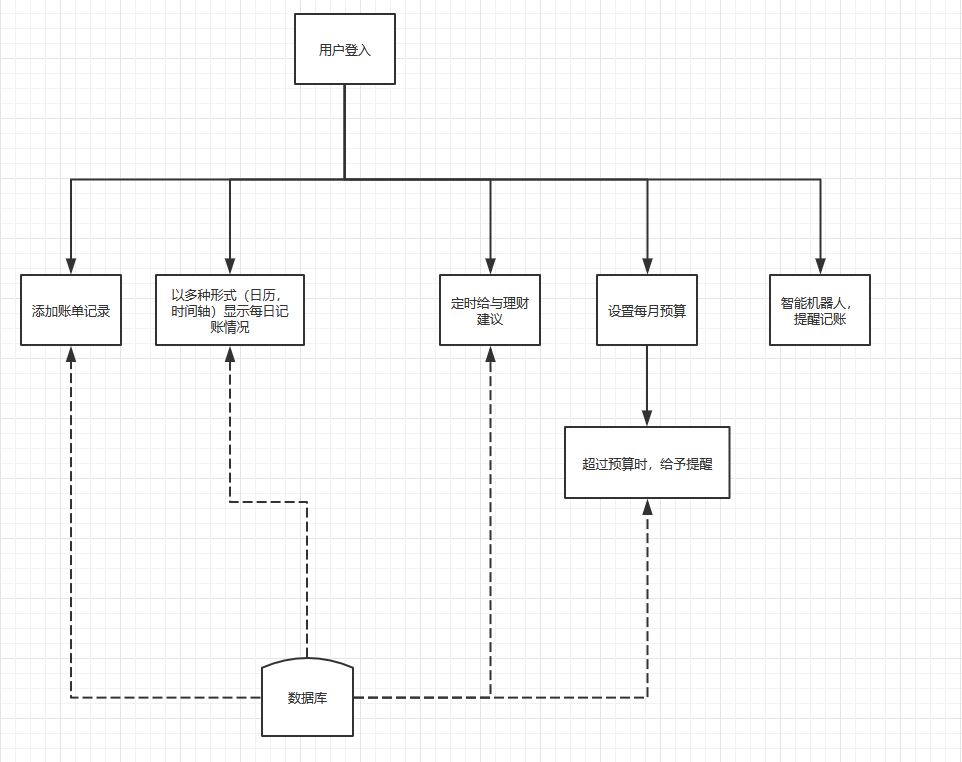 用户登入
添加账单记录
以多种形式（日历，
时间轴）显示每日记
账情况
定时给与理财
建议
设置每月预算
智能机器人，
提醒记账
超过预算时，给予提醒
数据库